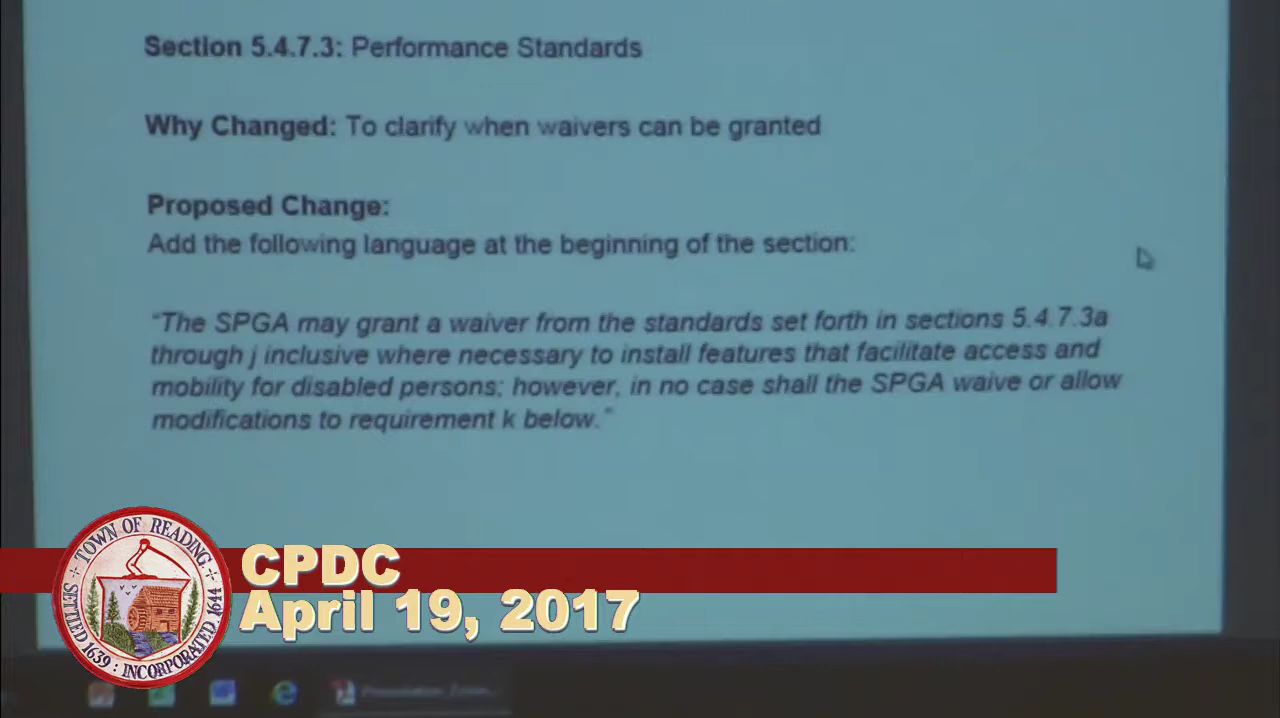 Section 5.4.7.3: Performance Standards
Why Changed: To clarify when waivers can be granted
Proposed Change:
Add the following language at the beginning of the section:
"The SPGA may grant a waiver from the standards set forth in sections 5.4.7.3a
through j inclusive where necessary to install features that facilitate access and
mobility for disabled persons; however, in no case shall the SPGA waive or allow
modifications to requirement k below."
TOWN OF READING
SETTLED 1639 : INCORPORATED 1644
CPDC
April 19, 2017
Presentation